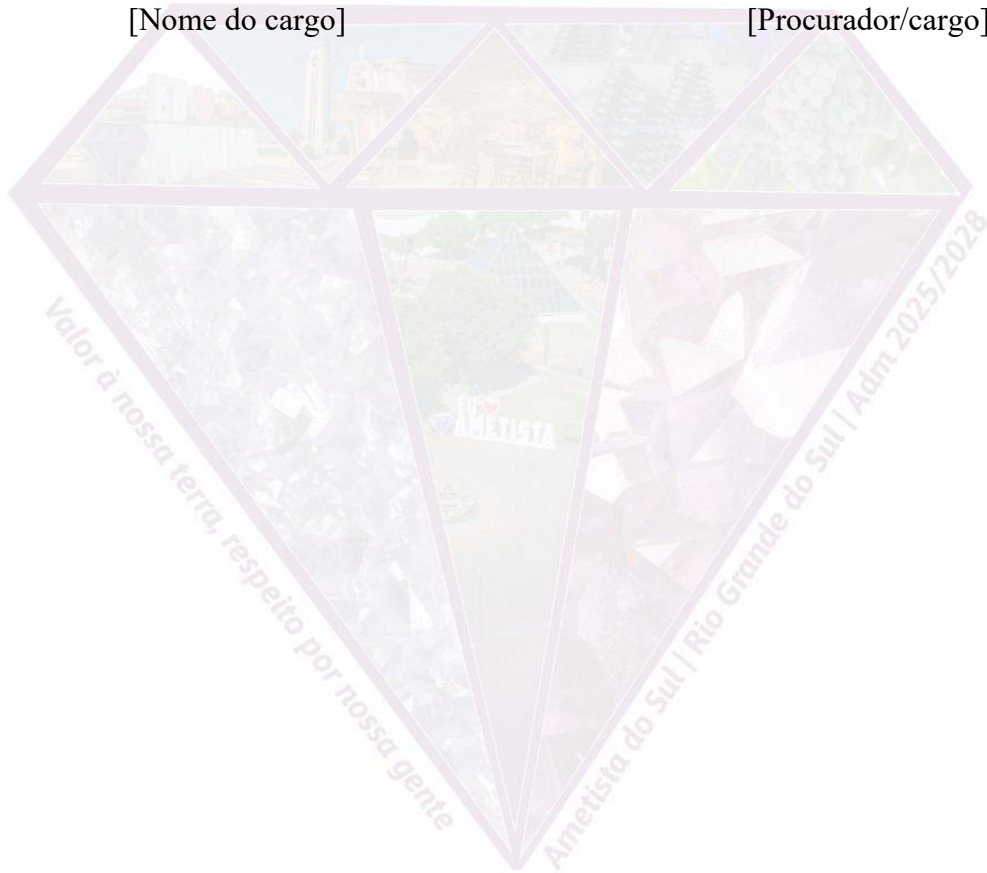 [Nome do cargo] [Procurador/cargo]
Valor à nossa terra, respeito por nossa gente
Ametista do Sul | Rio Grande do Sul | Adm 2025/2028
EU
AMETISTA